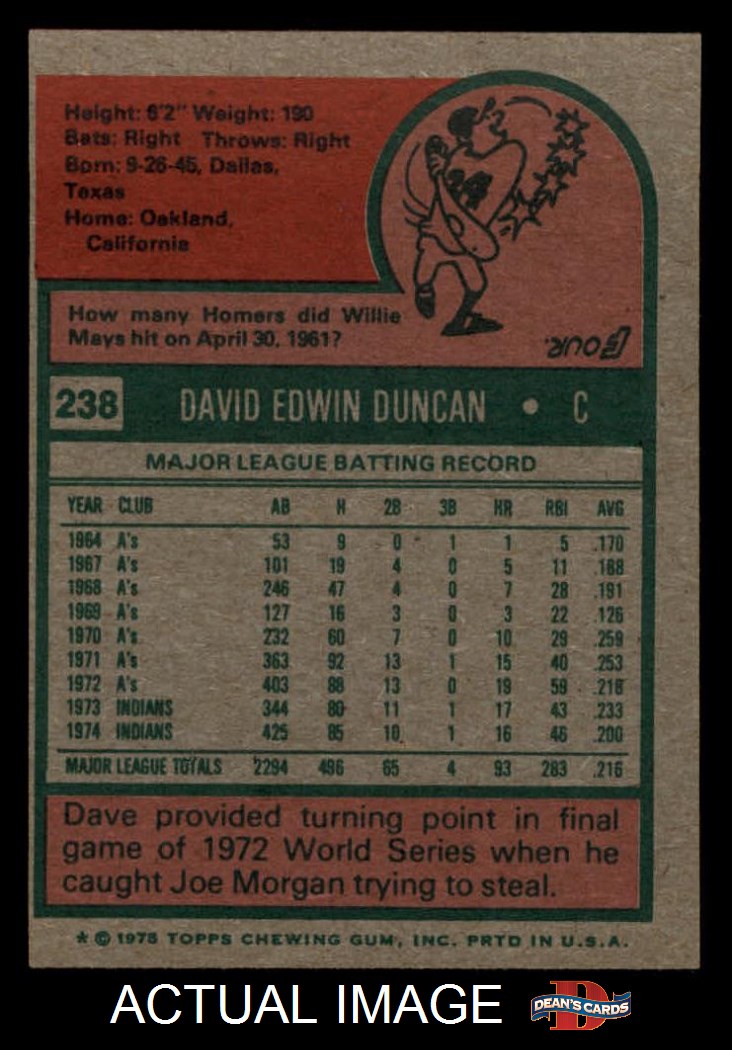 Height: 6'2" Weight: 190
Bats: Right Throws: Right
Born: 9-26-45, Dallas,
Texas
Home: Oakland,
California
24
How many Homers did Willie
Mays hit on April 30, 1961?
FOUR.
238 DAVID EDWIN DUNCAN • C
MAJOR LEAGUE BATTING RECORD
YEAR CLUB AB H 2B 3B HR RBI AVG
1964 A's 53 9 0 1 1 5 .170
1967 A's 101 19 4 0 5 11 .188
1968 A's 246 47 4 0 7 28 .191
1969 A's 127 16 3 0 3 22 .126
1970 A's 232 60 7 0 10 29 .259
1971 A's 363 92 13 1 15 40 .253
1972 A's 403 88 13 0 19 59 .218
1973 INDIANS 344 80 11 1 17 43 .233
1974 INDIANS 425 85 10 1 16 46 .200
MAJOR LEAGUE TOTALS 2294 496 65 4 93 283 .216
Dave provided turning point in final
game of 1972 World Series when he
caught Joe Morgan trying to steal.
* © 1975 TOPPS CHEWING GUM, INC. PRTD IN U.S.A.
ACTUAL IMAGE
D
DEAN'S CARDS